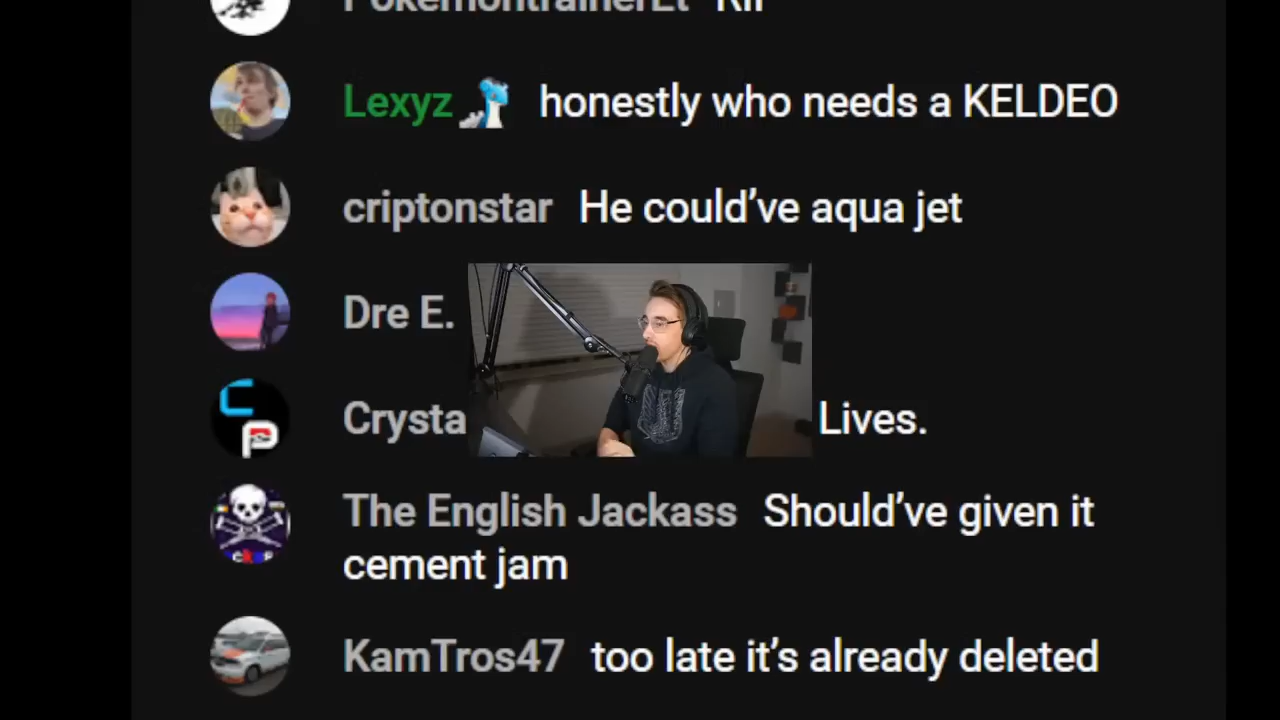 Lexyz honestly who needs a KELDEO
criptonstar He could've aqua jet
Dre E.
Crysta Lives.
The English Jackass Should've given it
cement jam
KamTros47 too late it's already deleted